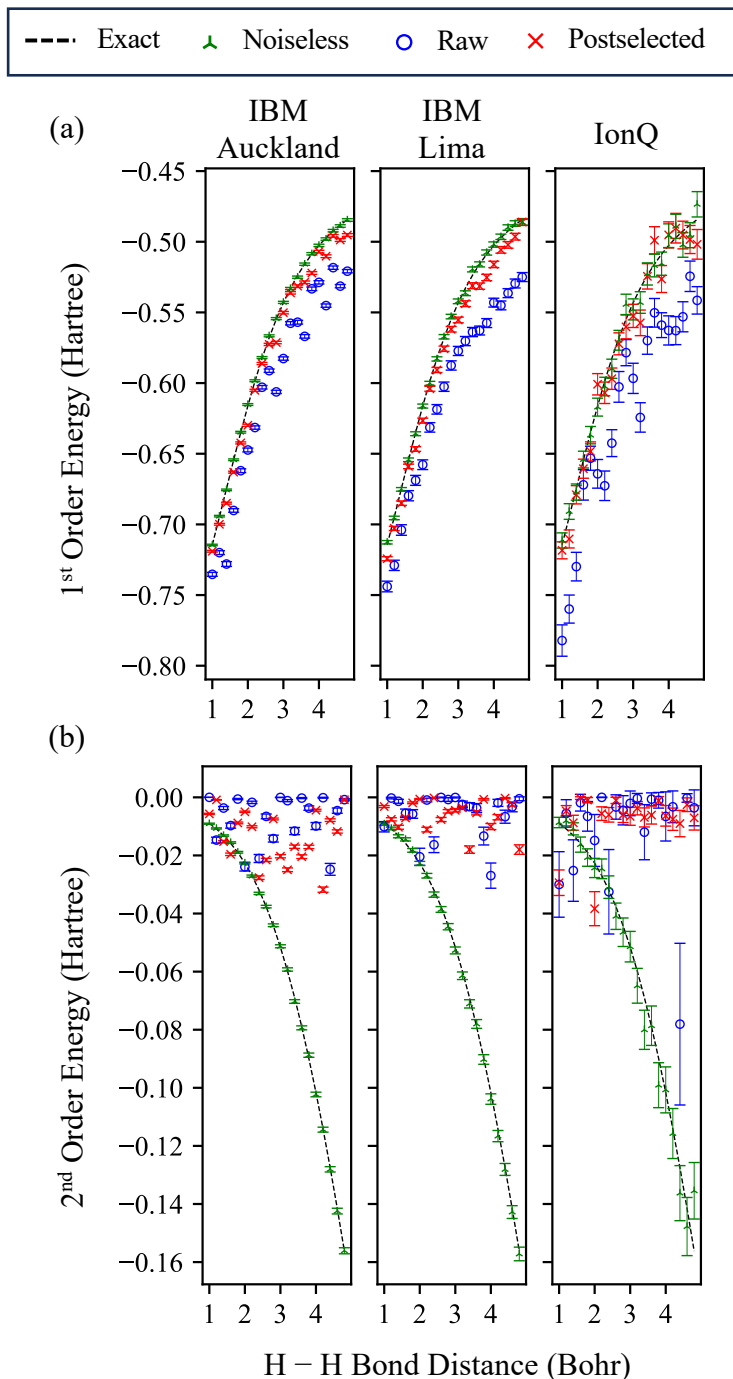 Exact Noiseless Raw Postselected
(a)
IBM Auckland
IBM Lima
IonQ
1st Order Energy (Hartree)
−0.45
−0.50
−0.55
−0.60
−0.65
−0.70
−0.75
−0.80
1 2 3 4
1 2 3 4
1 2 3 4
(b)
2nd Order Energy (Hartree)
0.00
−0.02
−0.04
−0.06
−0.08
−0.10
−0.12
−0.14
−0.16
1 2 3 4
1 2 3 4
1 2 3 4
H − H Bond Distance (Bohr)